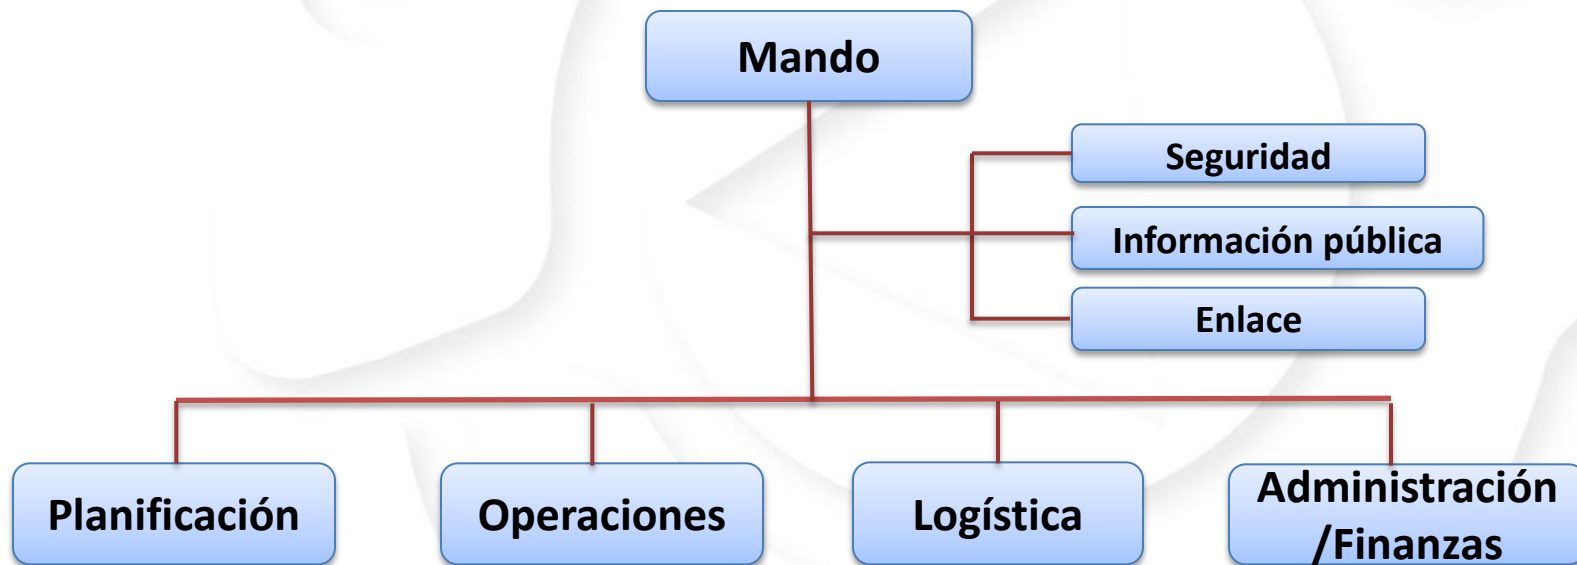 Mando
Seguridad
Información pública
Enlace
Planificación
Operaciones
Logística
Administración
/Finanzas